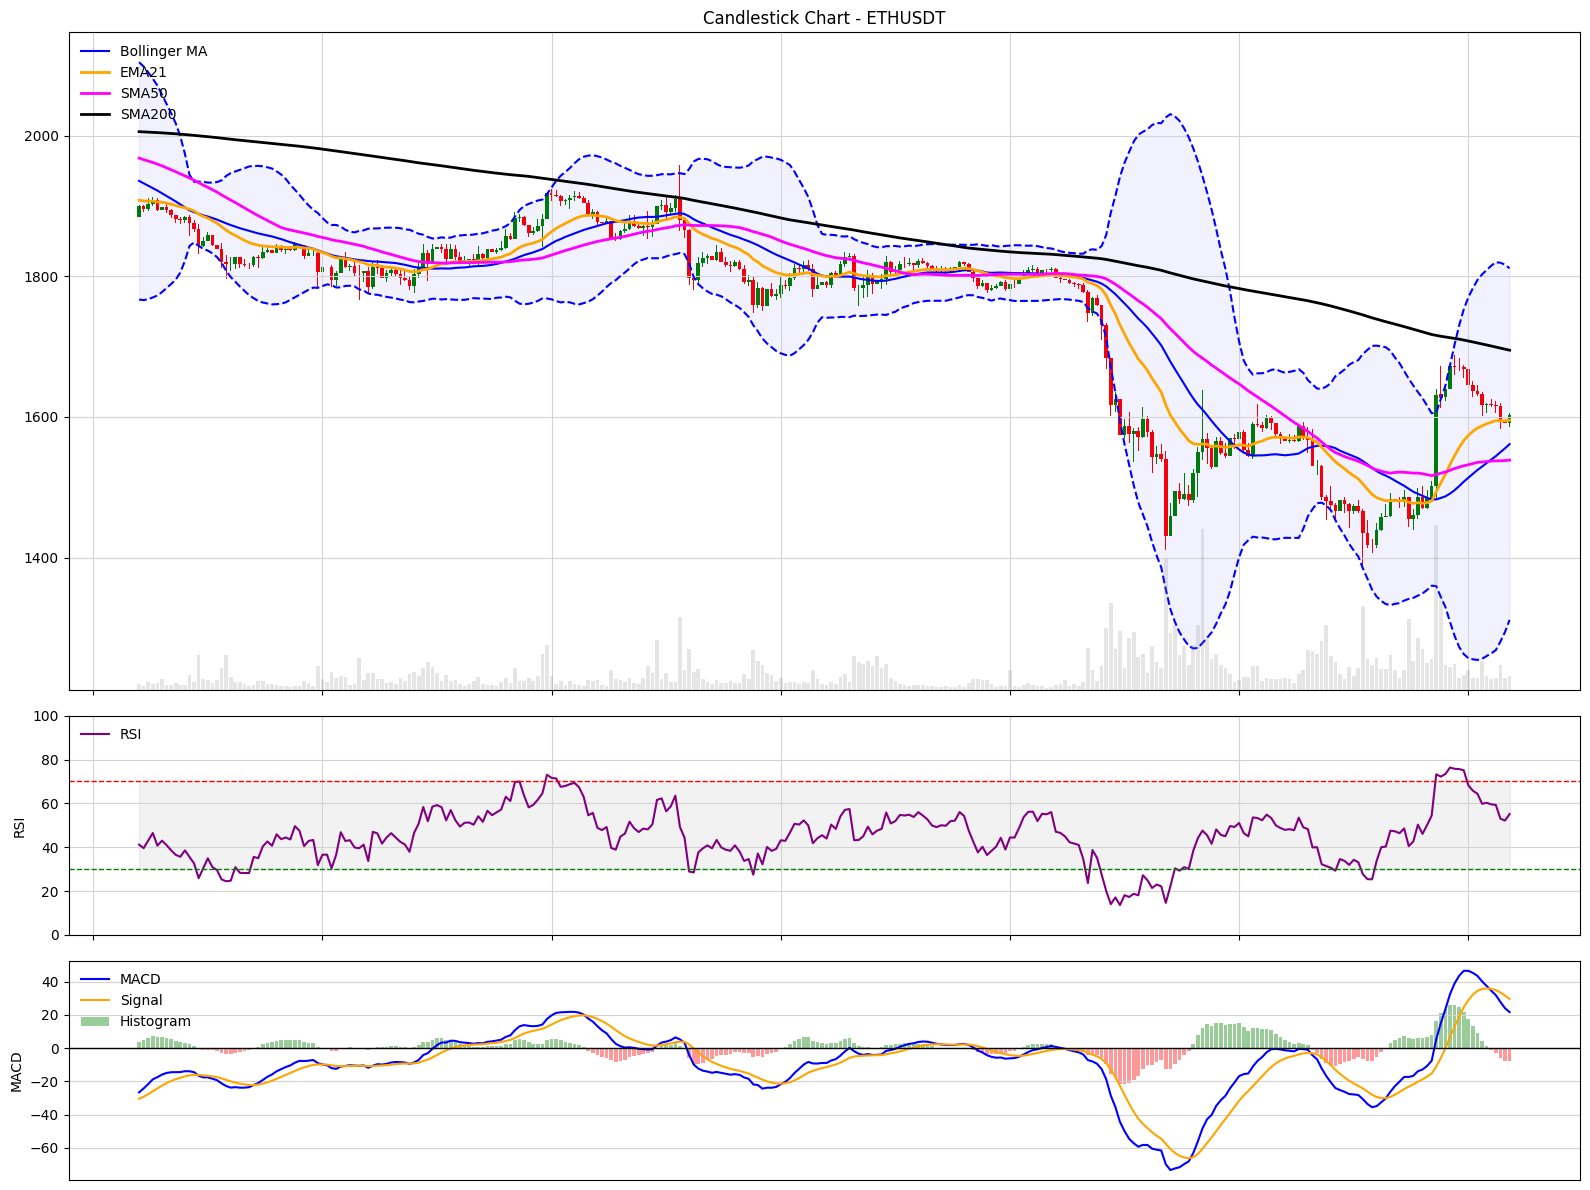 Candlestick Chart - ETHUSDT
Bollinger MA
EMA21
SMA50
SMA200
2000
1800
1600
1400
RSI
100
80
60
40
20
0
RSI
MACD
Signal
Histogram
40
20
0
−20
−40
−60
MACD